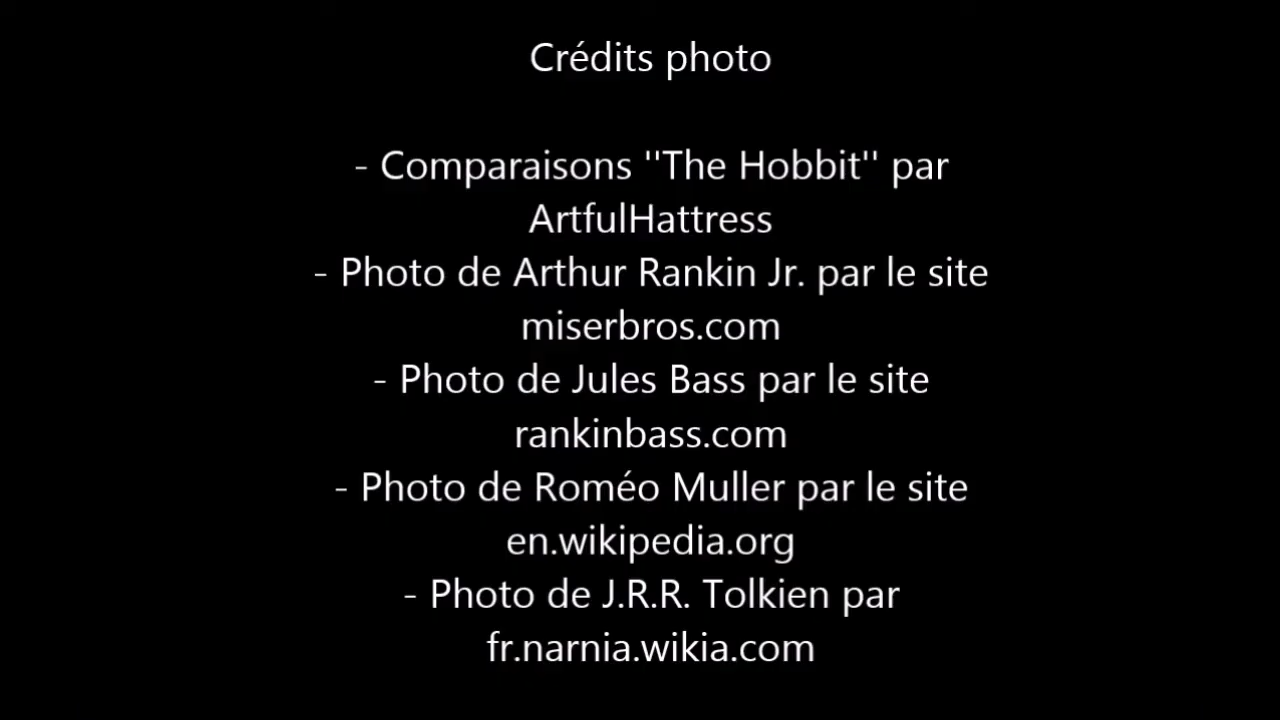 Crédits photo
- Comparaisons ''The Hobbit'' par
ArtfulHattress
- Photo de Arthur Rankin Jr. par le site
miserbros.com
- Photo de Jules Bass par le site
rankinbass.com
- Photo de Roméo Muller par le site
en.wikipedia.org
- Photo de J.R.R. Tolkien par
fr.narnia.wikia.com